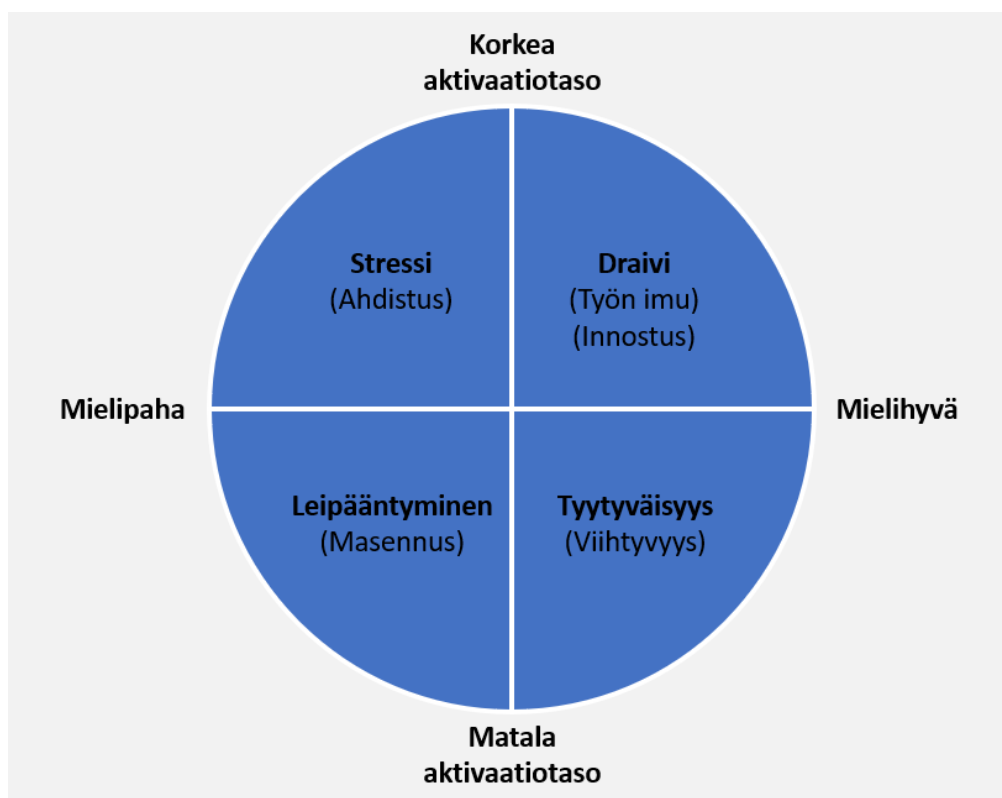 Korkea
aktivaatiotaso
Stressi
(Ahdistus)
Draivi
(Työn imu)
(Innostus)
Mielipaha
Mielihyvä
Leipääntyminen
(Masennus)
Tyytyväisyys
(Viihtyvyys)
Matala
aktivaatiotaso